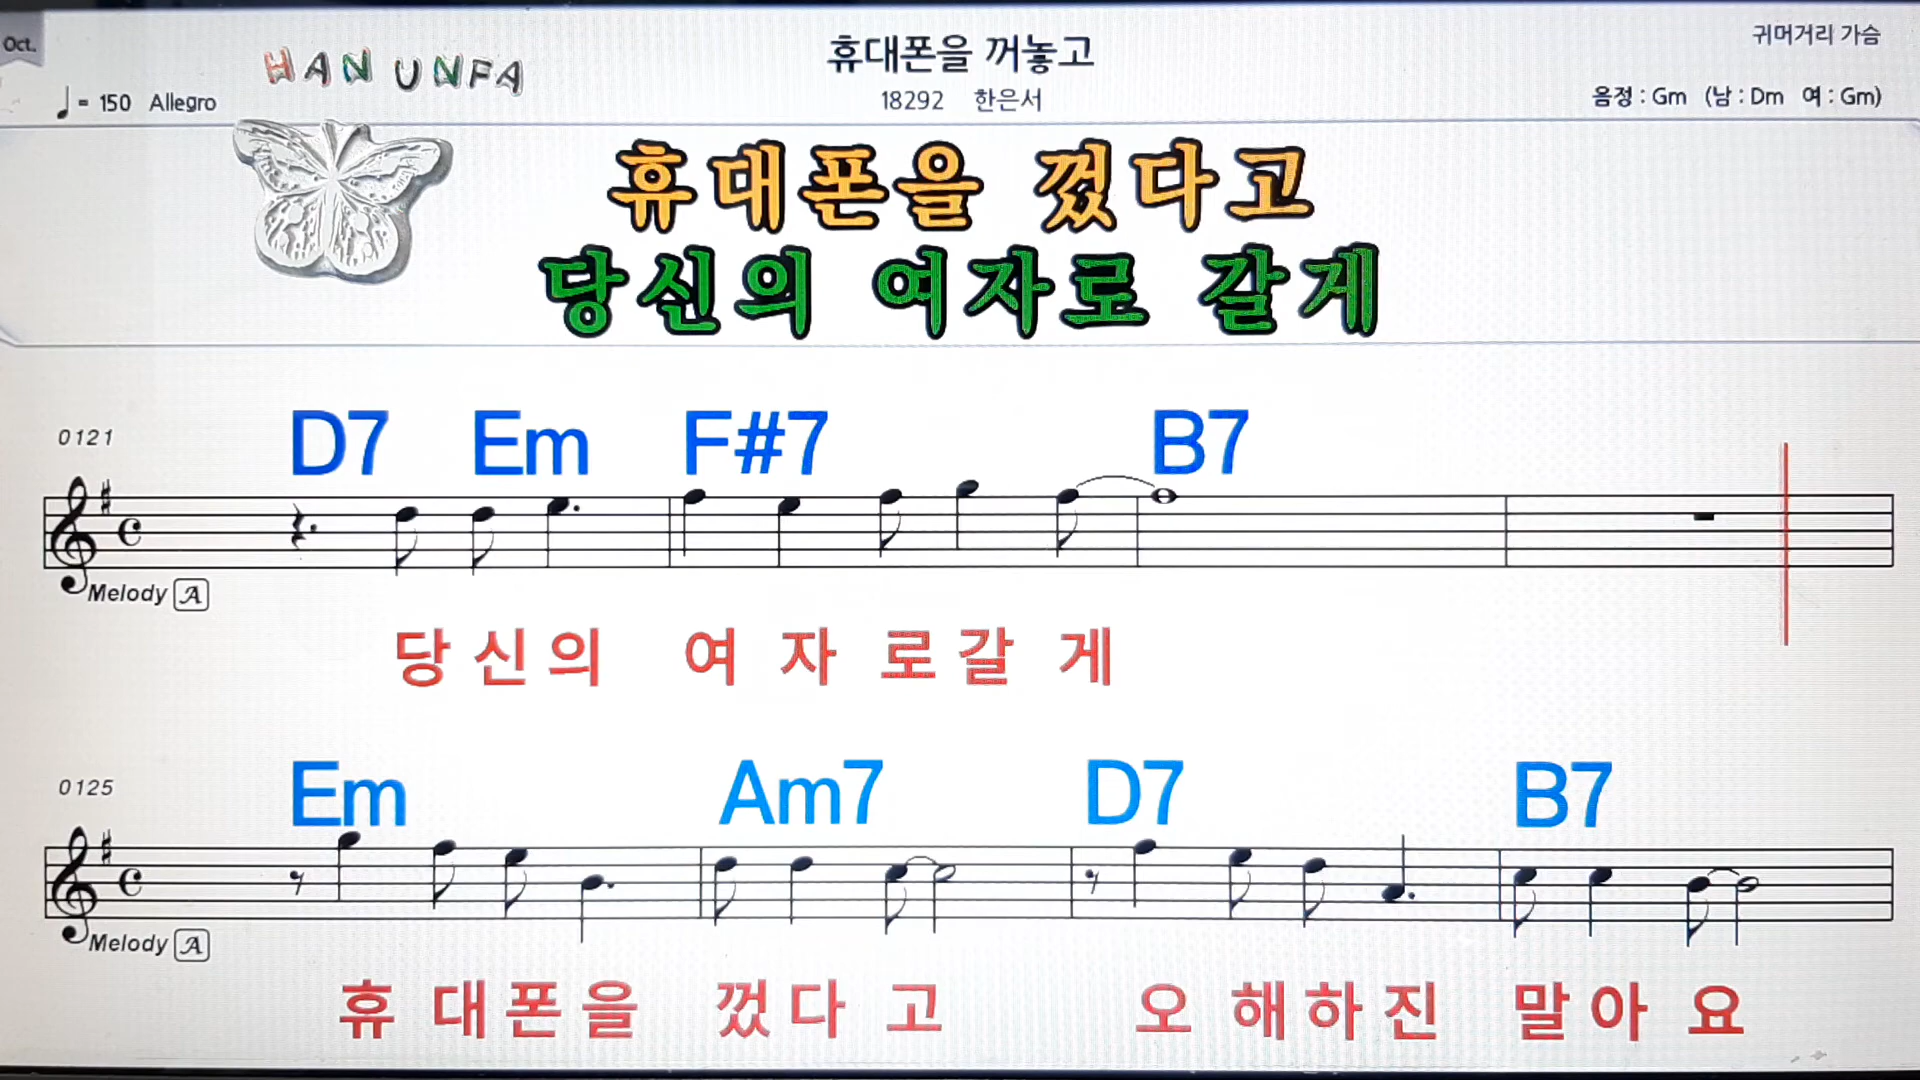 Oct.
HAN UNFA
휴대폰을 꺼놓고
귀머거리 가슴
♩= 150 Allegro
18292 한은서
음정 : Gm (남 : Dm 여 : Gm)
휴대폰을 껐다고
당신의 여자로 갈게
0121
D7 Em F#7 B7
Melody A
당 신 의 여 자 로 갈 게
0125
Em Am7 D7 B7
Melody A
휴 대 폰 을 껐 다 고 오 해 하 진 말 아 요